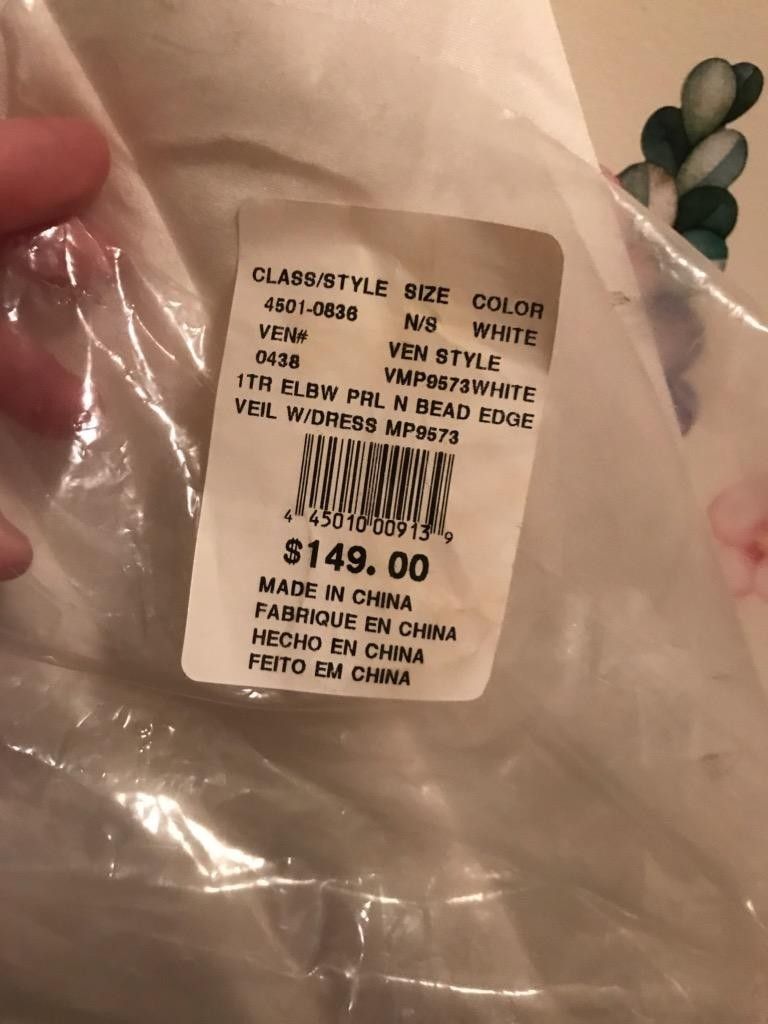 CLASS/STYLE SIZE COLOR
4501-0836 N/S WHITE
VEN# VEN STYLE
0438 VMP9573WHITE
1TR ELBW PRL N BEAD EDGE
VEIL W/DRESS MP9573
4 45010 00913 9
$149.00
MADE IN CHINA
FABRIQUE EN CHINA
HECHO EN CHINA
FEITO EM CHINA